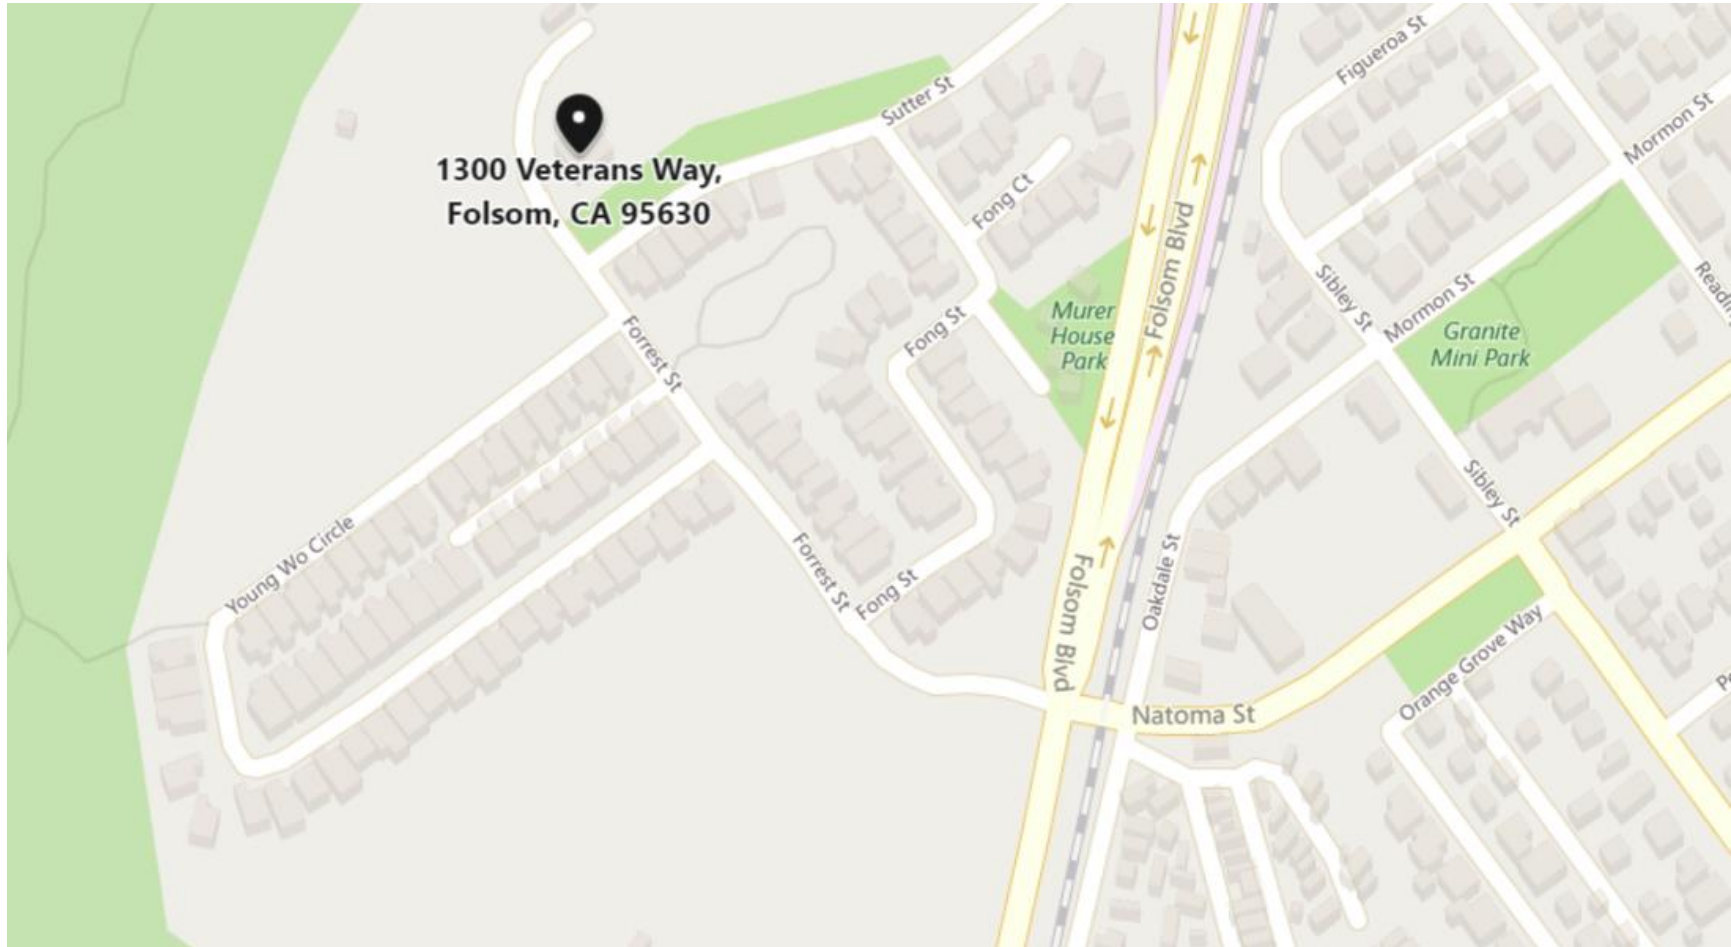 Figueroa St
Sutter St
Mormon St
1300 Veterans Way,
Folsom, CA 95630
Fong Ct
Folsom Blvd
Sibley St
Mormon St
Murer
House
Park
Granite
Mini Park
Forrest St
Fong St
Sibley St
Young Wo Circle
Forrest St
Fong St
Folsom Blvd
Oakdale St
Orange Grove Way
Natoma St